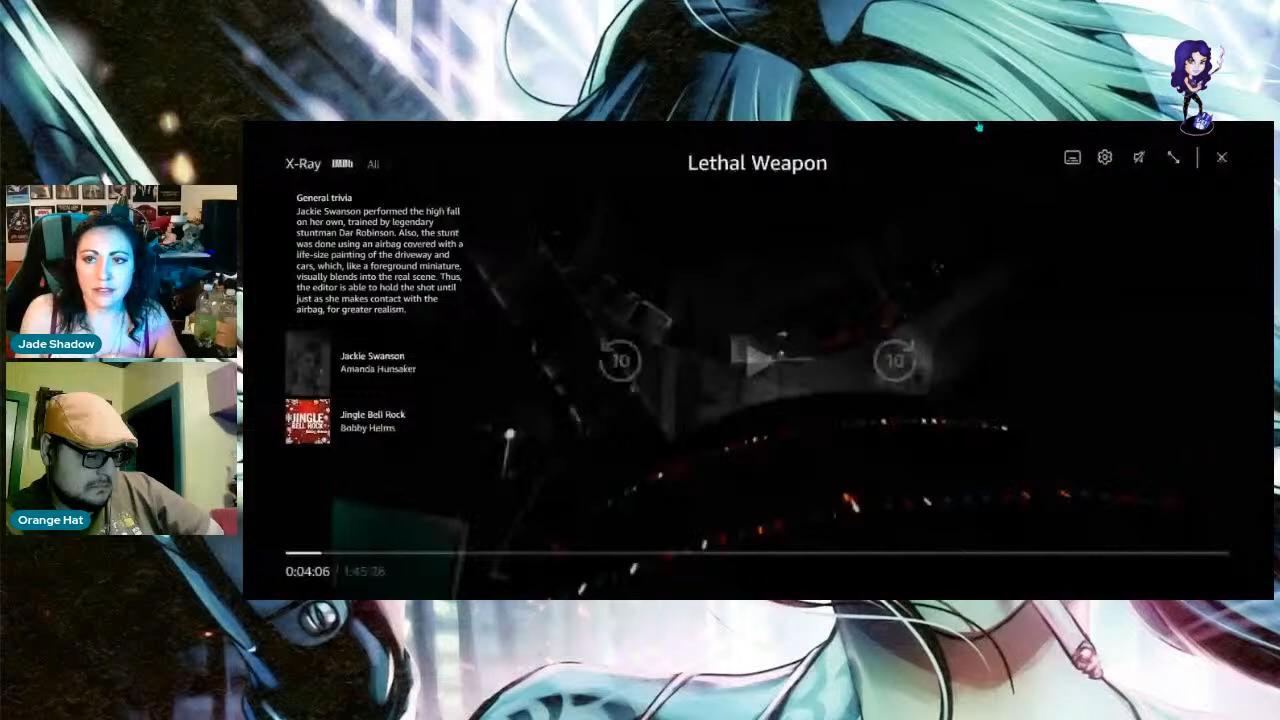 X-Ray IMDb All
Lethal Weapon
General trivia
Jackie Swanson performed the high fall
on her own, trained by legendary
stuntman Dar Robinson. Also, the stunt
was done using an airbag covered with a
life-size painting of the driveway and
cars, which, like a foreground miniature,
visually blends into the real scene. Thus,
the editor is able to hold the shot until
just as she makes contact with the
airbag, for greater realism.
Jackie Swanson
Amanda Hunsaker
JINGLE
BELL ROCK
Jingle Bell Rock
Bobby Helms
10
10
0:04:06 /
Jade Shadow
Orange Hat